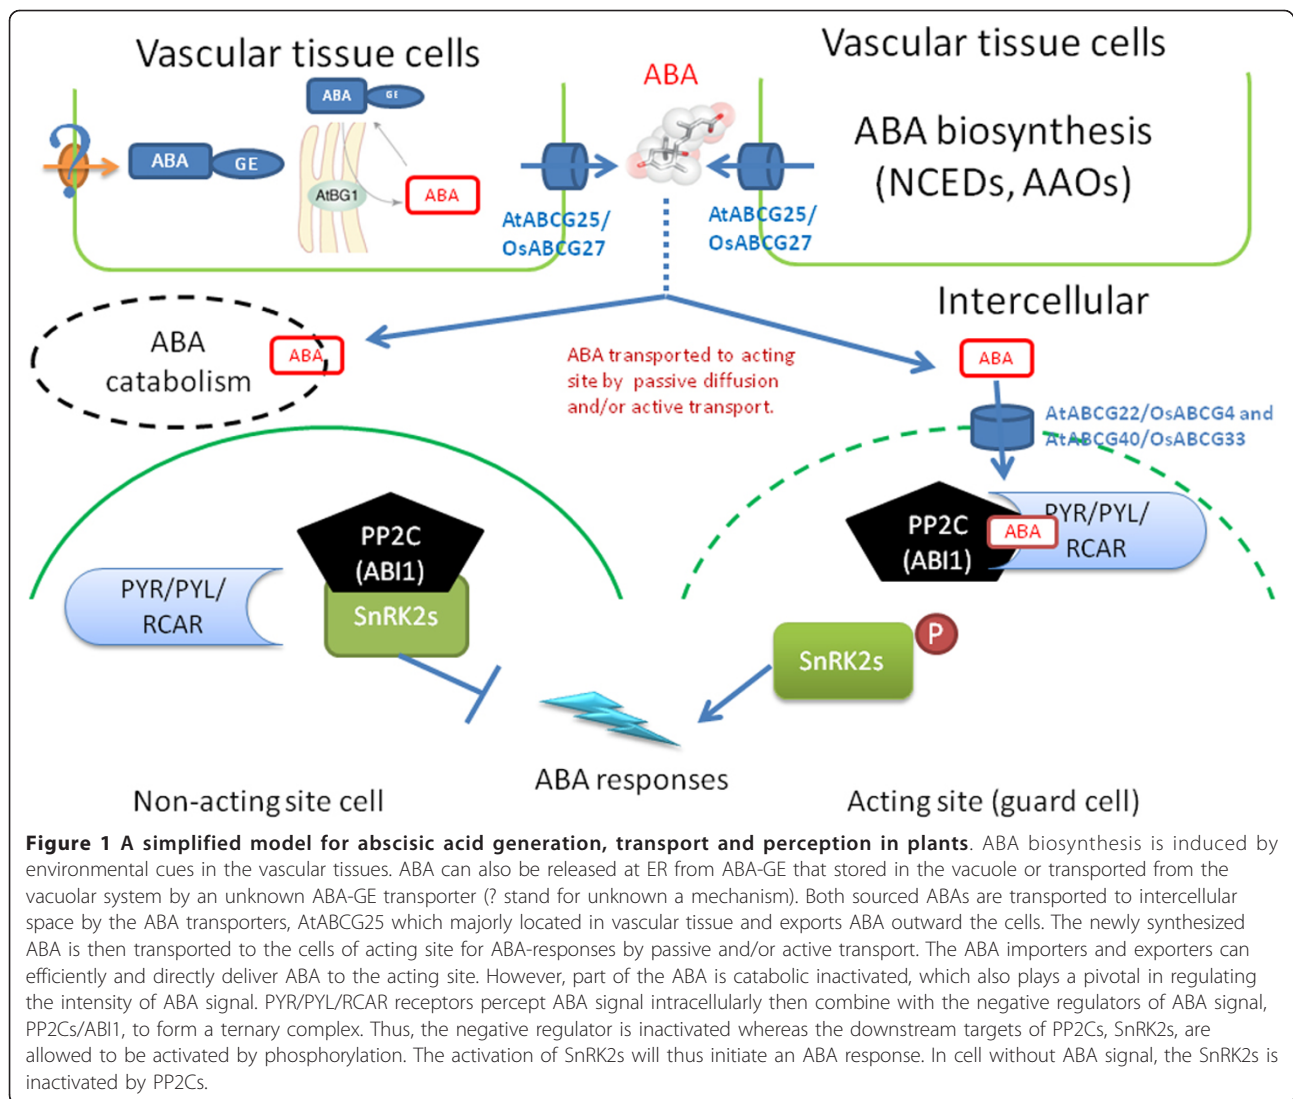 Vascular tissue cells
Vascular tissue cells
ABA
ABA
GE
ABA
GE
AtBG1
ABA
ABA biosynthesis
(NCEDs, AAOs)
?
AtABCG25/
OsABCG27
AtABCG25/
OsABCG27
Intercellular
ABA
catabolism
ABA
ABA transported to acting
site by passive diffusion
and/or active transport.
ABA
AtABCG22/OsABCG4 and
AtABCG40/OsABCG33
PP2C
(ABI1)
SnRK2s
PYR/PYL/
RCAR
PP2C
(ABI1)
ABA
PYR/PYL/
RCAR
SnRK2s
P
ABA responses
Non-acting site cell
Acting site (guard cell)
Figure 1 A simplified model for abscisic acid generation, transport and perception in plants. ABA biosynthesis is induced by
environmental cues in the vascular tissues. ABA can also be released at ER from ABA-GE that stored in the vacuole or transported from the
vacuolar system by an unknown ABA-GE transporter (? stand for unknown a mechanism). Both sourced ABAs are transported to intercellular
space by the ABA transporters, AtABCG25 which majorly located in vascular tissue and exports ABA outward the cells. The newly synthesized
ABA is then transported to the cells of acting site for ABA-responses by passive and/or active transport. The ABA importers and exporters can
efficiently and directly deliver ABA to the acting site. However, part of the ABA is catabolic inactivated, which also plays a pivotal in regulating
the intensity of ABA signal. PYR/PYL/RCAR receptors percept ABA signal intracellularly then combine with the negative regulators of ABA signal,
PP2Cs/ABI1, to form a ternary complex. Thus, the negative regulator is inactivated whereas the downstream targets of PP2Cs, SnRK2s, are
allowed to be activated by phosphorylation. The activation of SnRK2s will thus initiate an ABA response. In cell without ABA signal, the SnRK2s is
inactivated by PP2Cs.